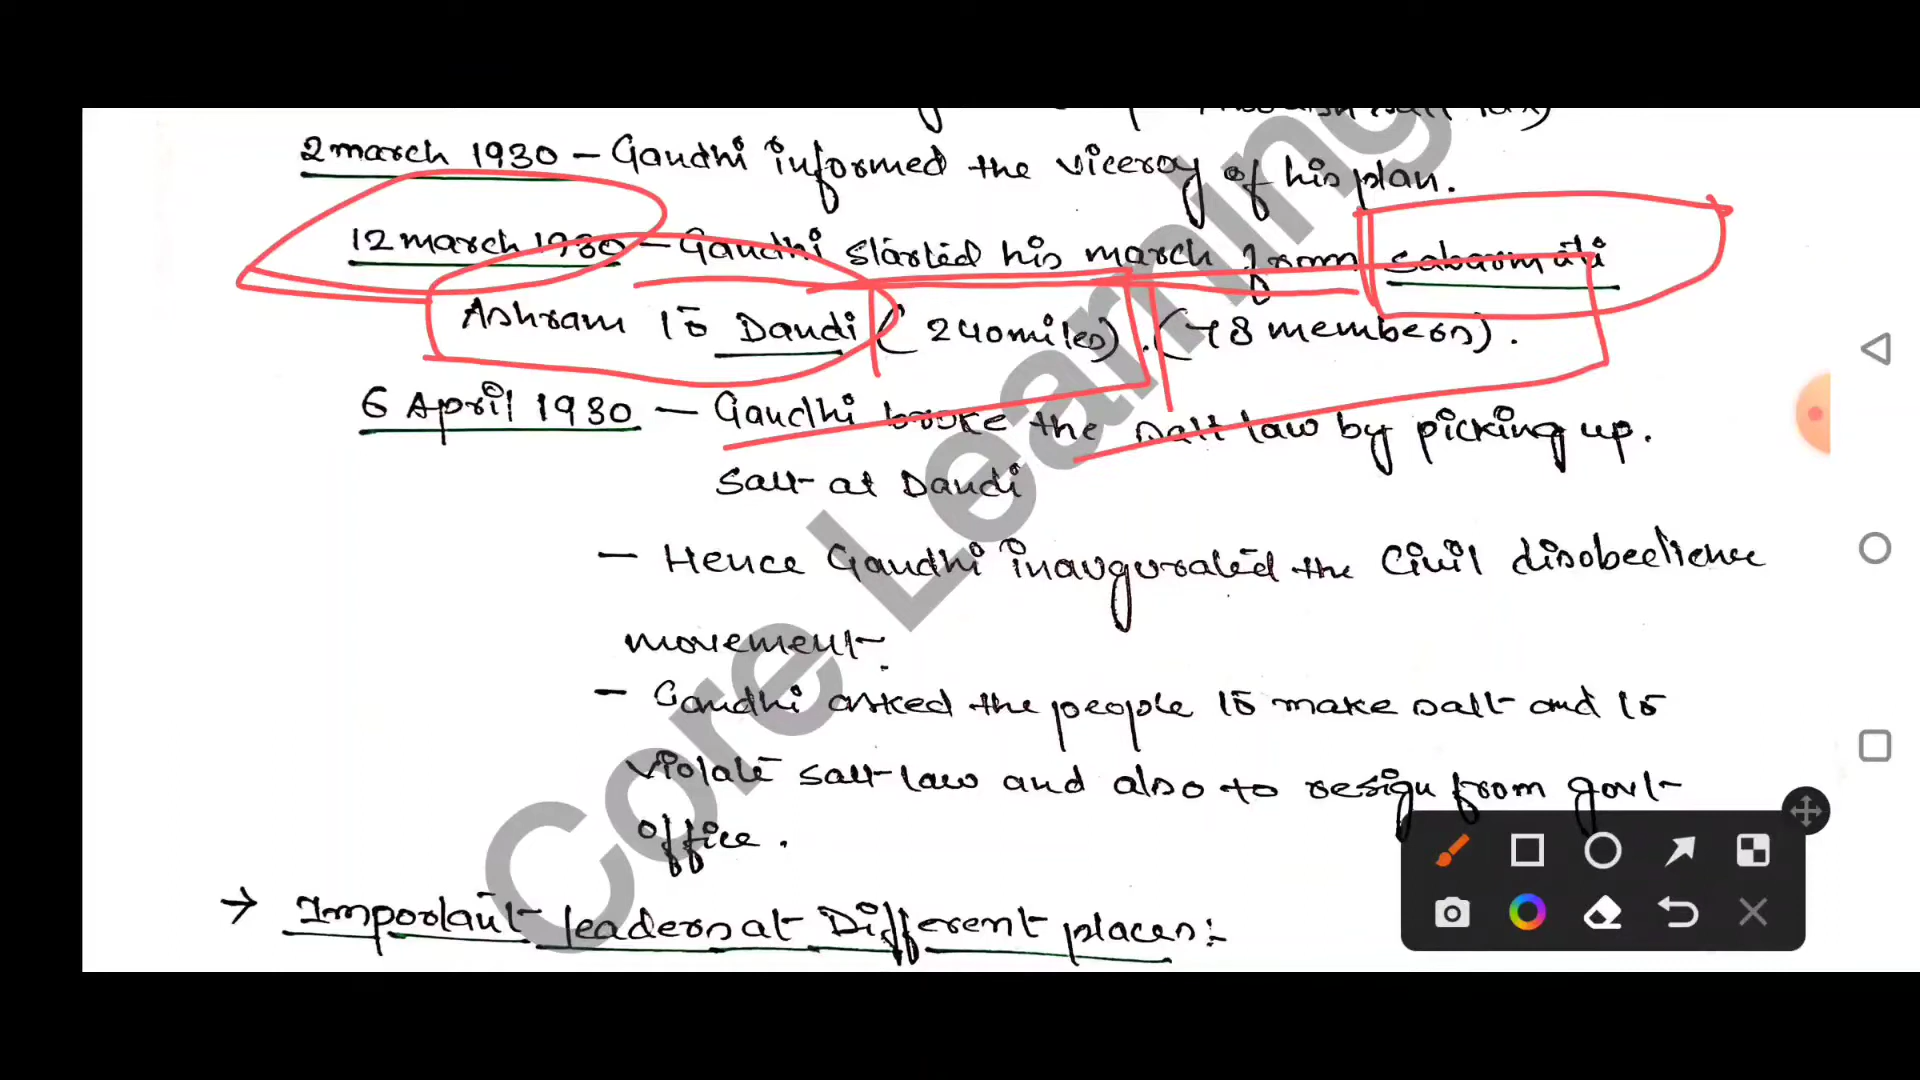 2 march 1930 - Gandhi informed the viceroy of his plan.
12 march 1930 - Gandhi started his march from sabarmati
Ashram to Dandi (240 miles). (78 members).
6 April 1930 - Gandhi broke the salt law by picking up.
salt at Dandi
- Hence Gandhi inaugurated the Civil disobedience
movement.
- Gandhi asked the people to make salt and to
violate salt law and also to resign from govt
office.
→ Important leaders at Different places:-
Core Learning